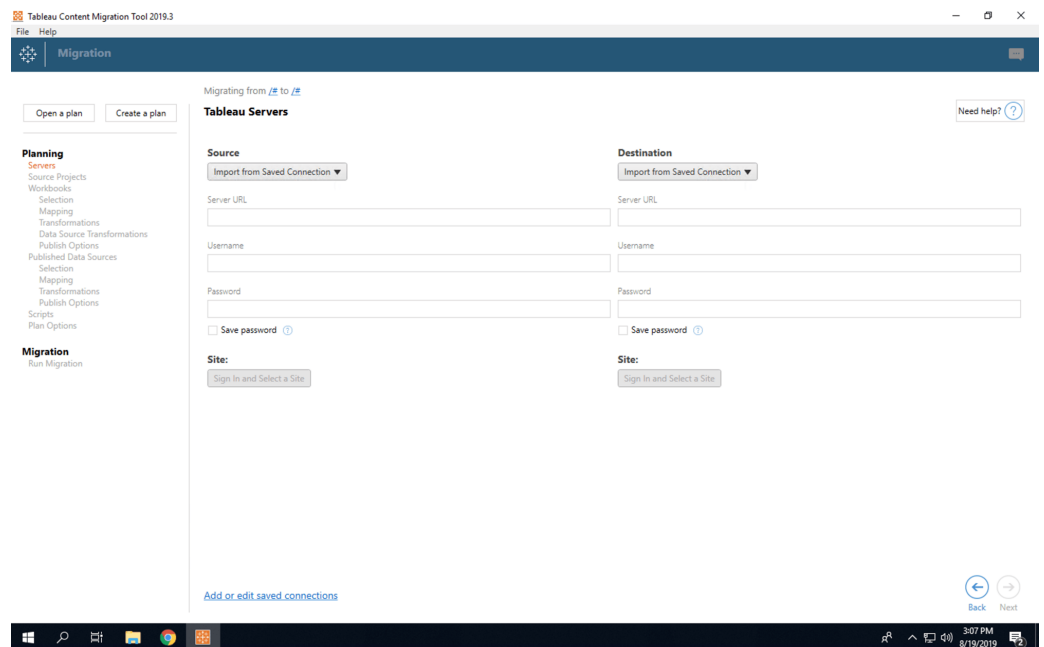 Tableau Content Migration Tool 2019.3
File Help
Migration
Migrating from /# to /#
Open a plan
Create a plan
Tableau Servers
Need help? ?
Planning
Servers
Source Projects
Workbooks
Selection
Mapping
Transformations
Data Source Transformations
Publish Options
Published Data Sources
Selection
Mapping
Transformations
Publish Options
Scripts
Plan Options
Migration
Run Migration
Source
Import from Saved Connection ▼
Server URL
Username
Password
Save password ?
Site:
Sign In and Select a Site
Destination
Import from Saved Connection ▼
Server URL
Username
Password
Save password ?
Site:
Sign In and Select a Site
Add or edit saved connections
Back
Next
3:07 PM
8/19/2019
2